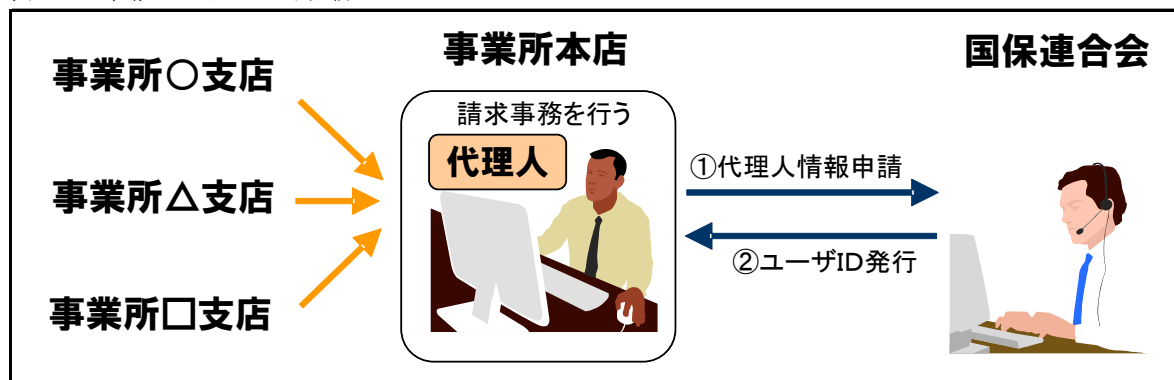 事業所○支店
事業所△支店
事業所□支店
事業所本店
請求事務を行う
代理人
①代理人情報申請
②ユーザID発行
国保連合会